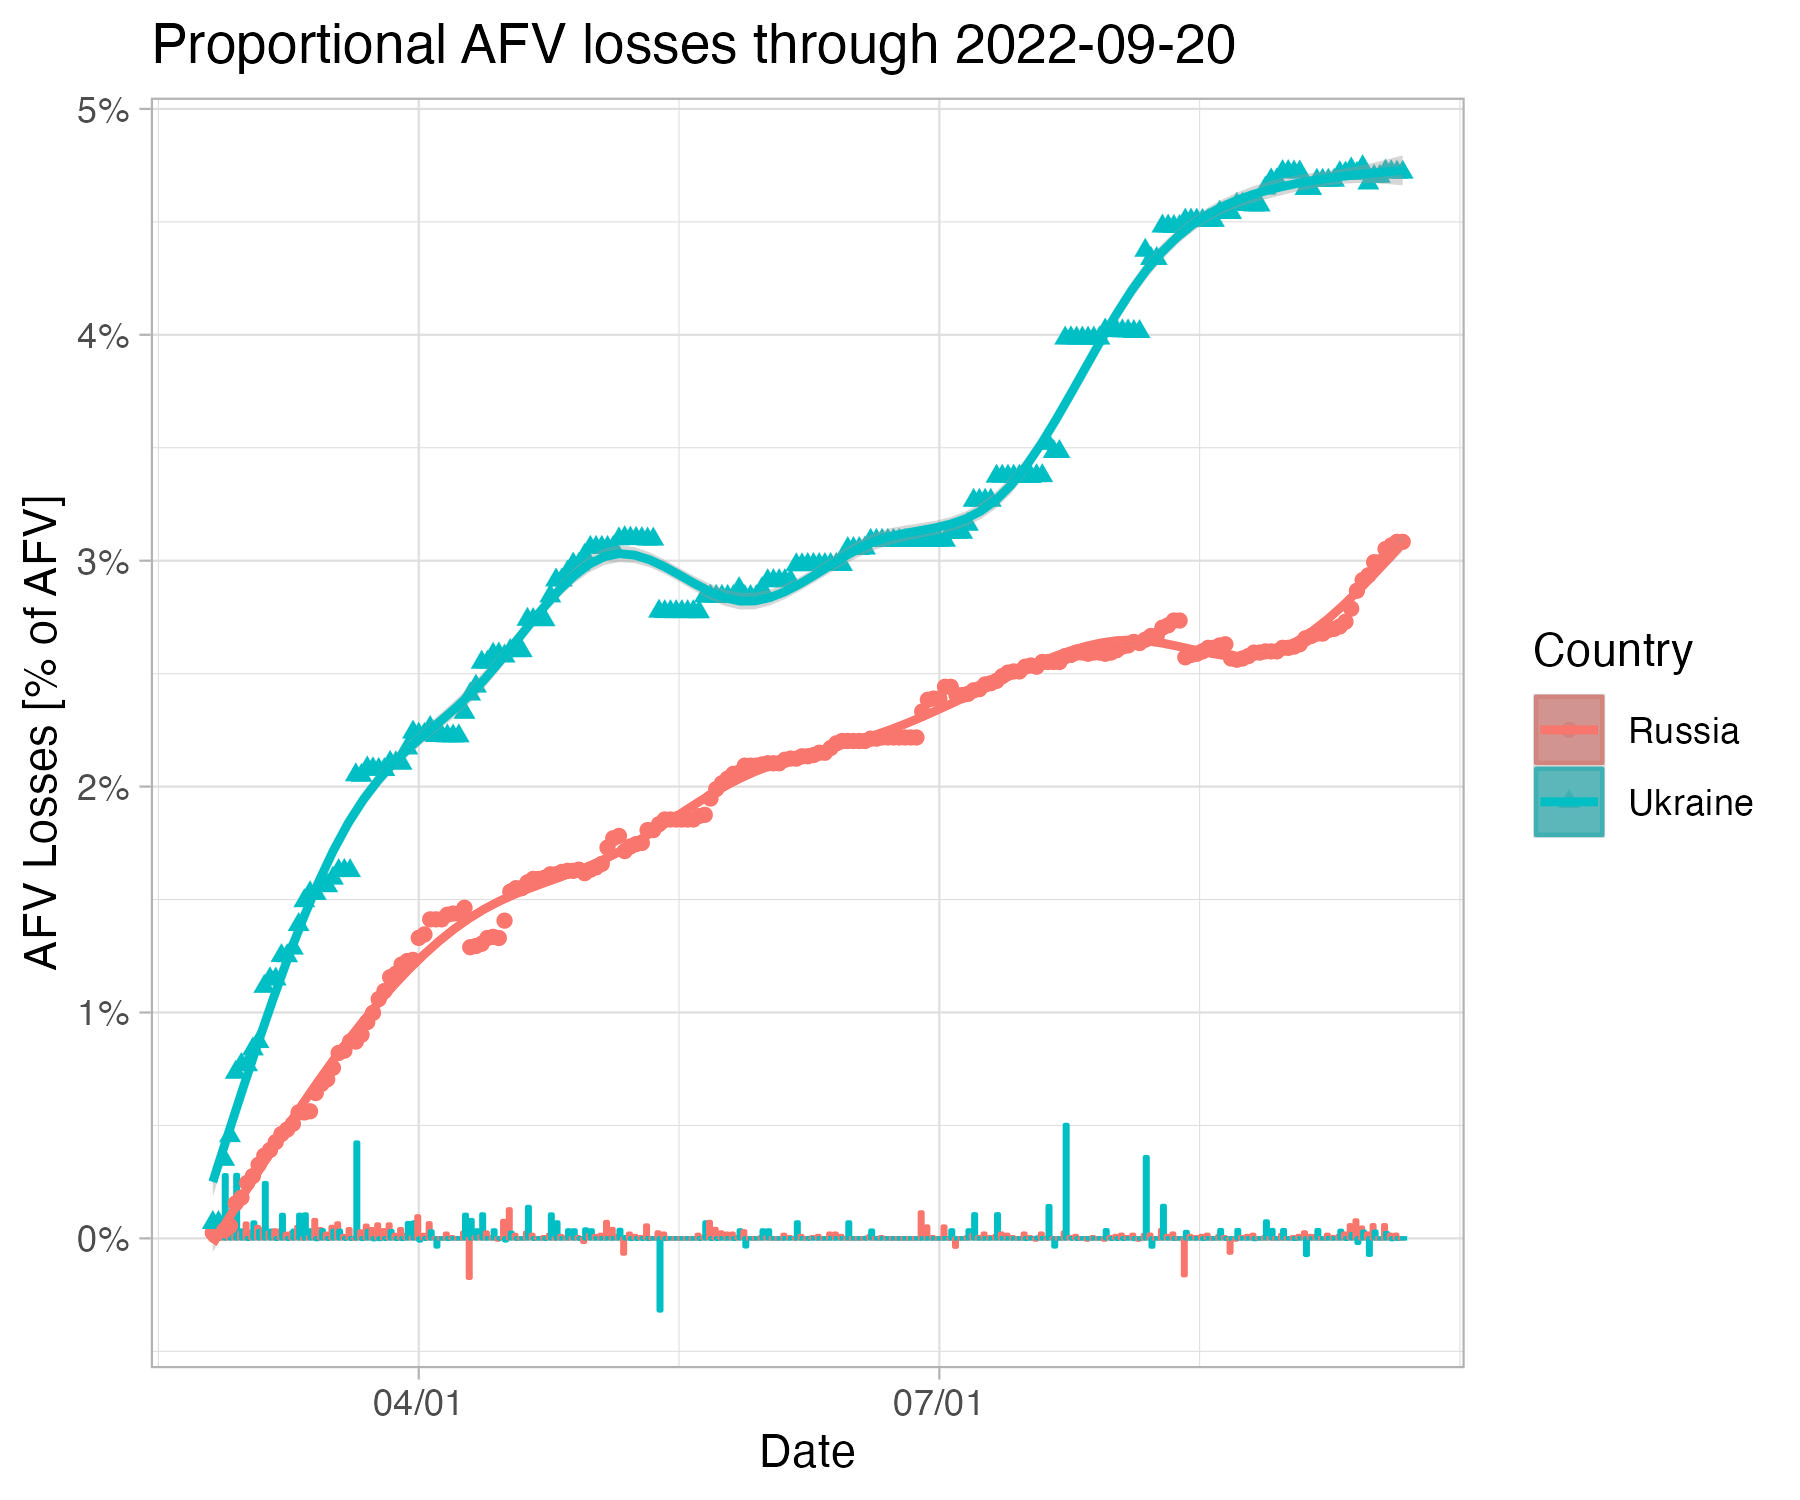 Proportional AFV losses through 2022-09-20
5%
4%
3%
2%
1%
0%
AFV Losses [% of AFV]
04/01
07/01
Date
Country
Russia
Ukraine